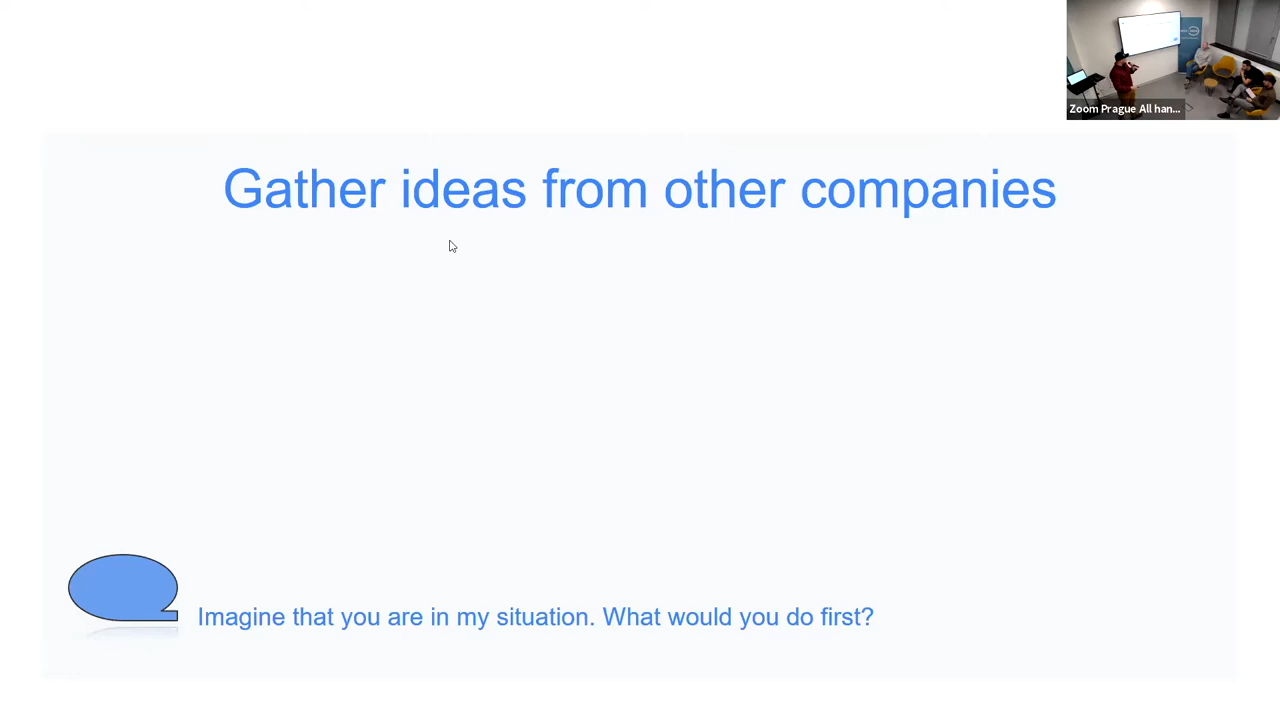 Zoom Prague All han...
Gather ideas from other companies
Imagine that you are in my situation. What would you do first?